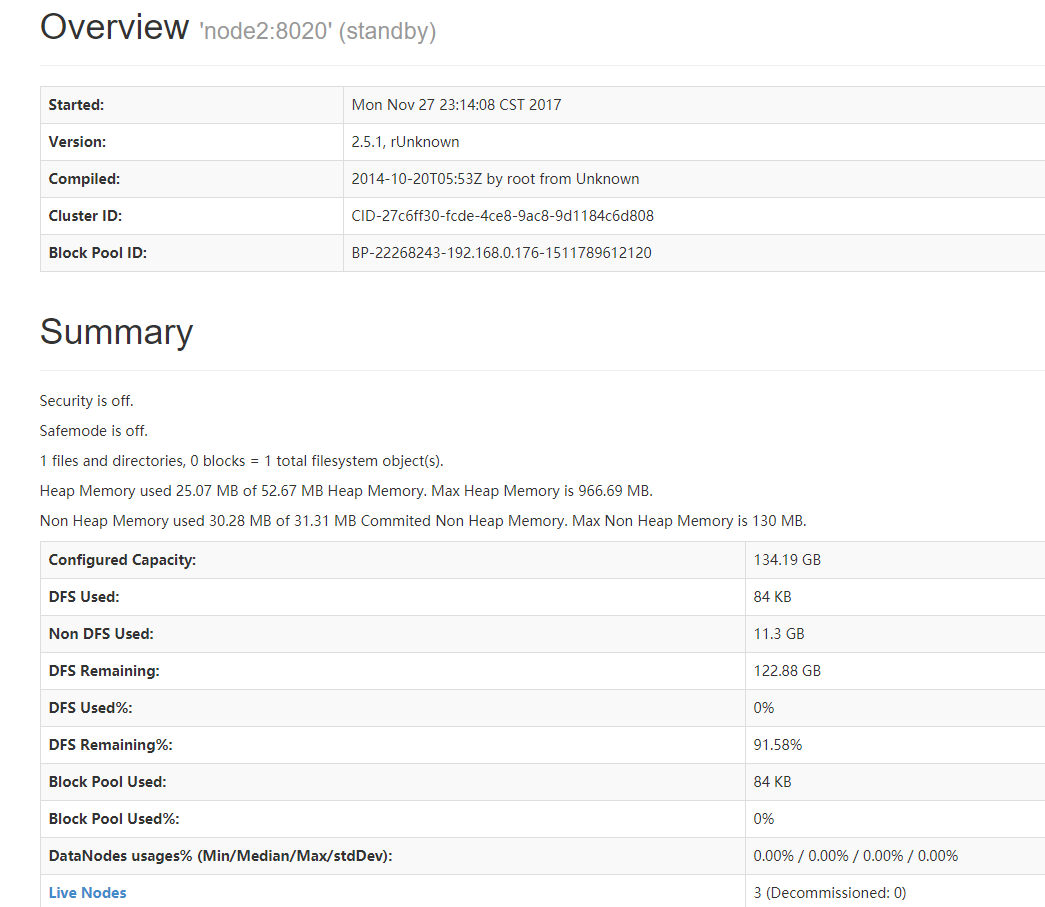 Overview 'node2:8020' (standby)
Started: Mon Nov 27 23:14:08 CST 2017
Version: 2.5.1, rUnknown
Compiled: 2014-10-20T05:53Z by root from Unknown
Cluster ID: CID-27c6ff30-fcde-4ce8-9ac8-9d1184c6d808
Block Pool ID: BP-22268243-192.168.0.176-1511789612120
Summary
Security is off.
Safemode is off.
1 files and directories, 0 blocks = 1 total filesystem object(s).
Heap Memory used 25.07 MB of 52.67 MB Heap Memory. Max Heap Memory is 966.69 MB.
Non Heap Memory used 30.28 MB of 31.31 MB Commited Non Heap Memory. Max Non Heap Memory is 130 MB.
Configured Capacity: 134.19 GB
DFS Used: 84 KB
Non DFS Used: 11.3 GB
DFS Remaining: 122.88 GB
DFS Used%: 0%
DFS Remaining%: 91.58%
Block Pool Used: 84 KB
Block Pool Used%: 0%
DataNodes usages% (Min/Median/Max/stdDev): 0.00% / 0.00% / 0.00% / 0.00%
Live Nodes 3 (Decommissioned: 0)